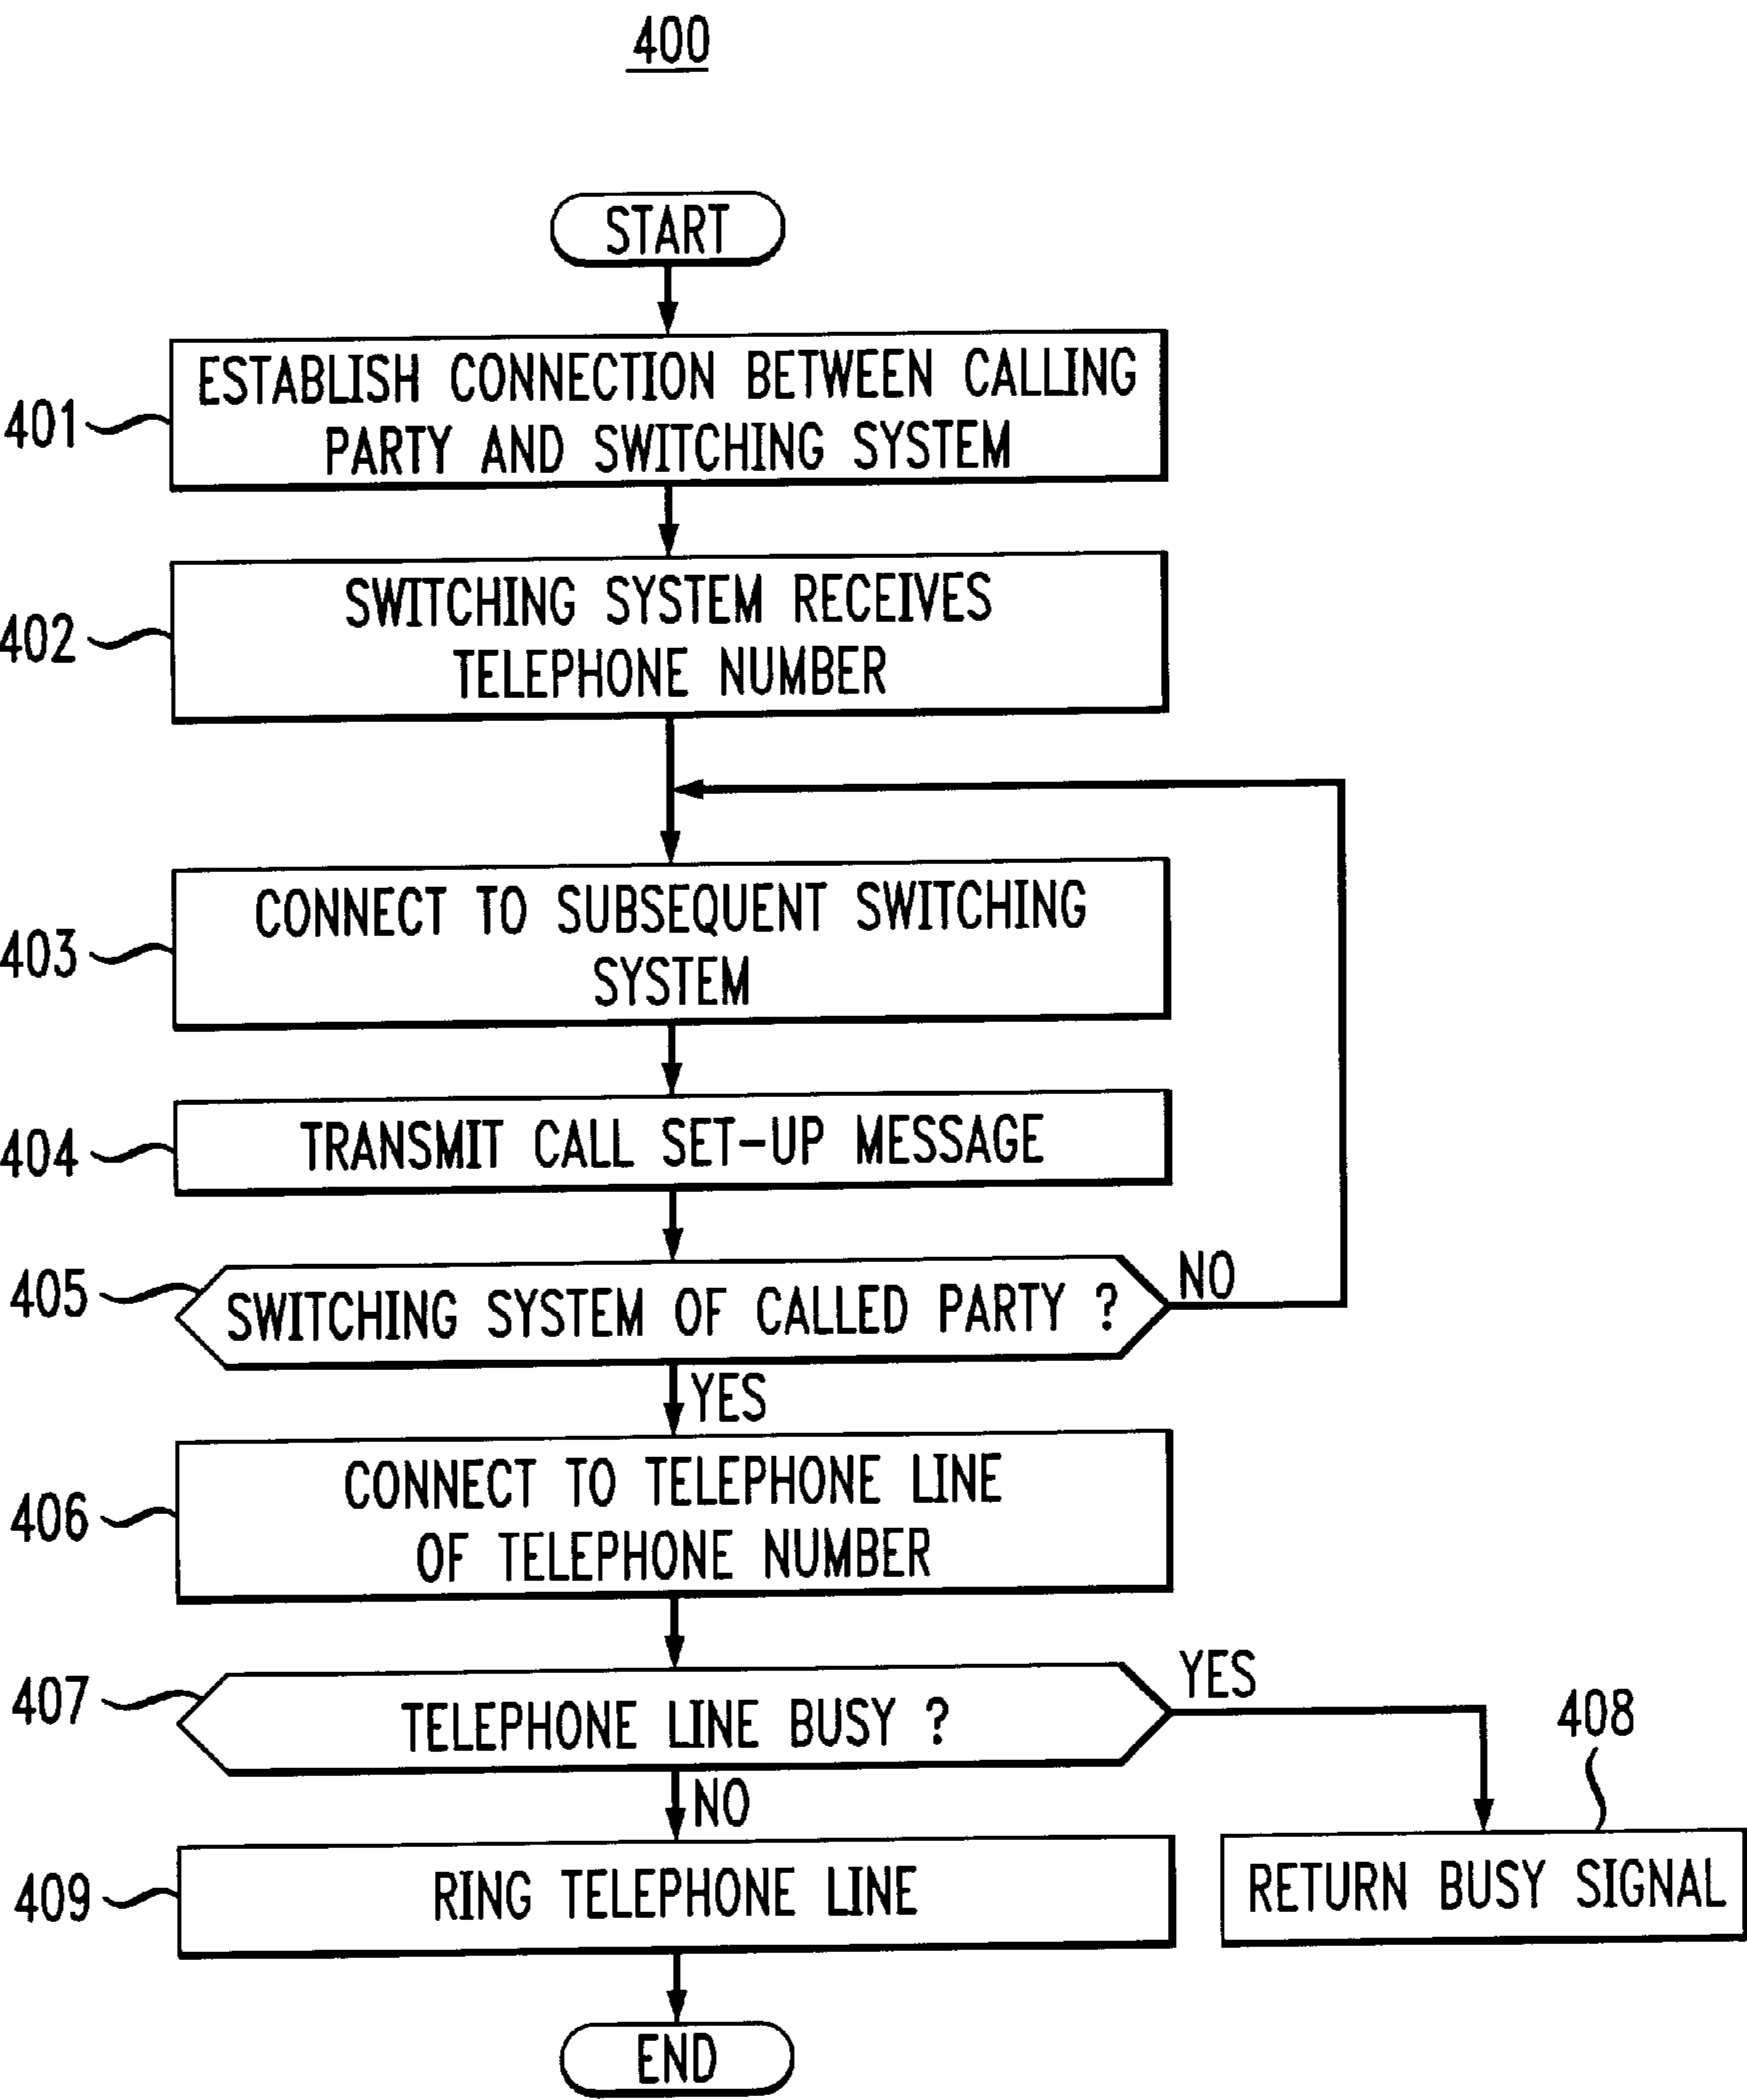 400
START
401
ESTABLISH CONNECTION BETWEEN CALLING
PARTY AND SWITCHING SYSTEM
402
SWITCHING SYSTEM RECEIVES
TELEPHONE NUMBER
403
CONNECT TO SUBSEQUENT SWITCHING
SYSTEM
404
TRANSMIT CALL SET-UP MESSAGE
405
SWITCHING SYSTEM OF CALLED PARTY ?
NO
YES
406
CONNECT TO TELEPHONE LINE
OF TELEPHONE NUMBER
407
TELEPHONE LINE BUSY ?
YES
408
NO
409
RING TELEPHONE LINE
RETURN BUSY SIGNAL
END